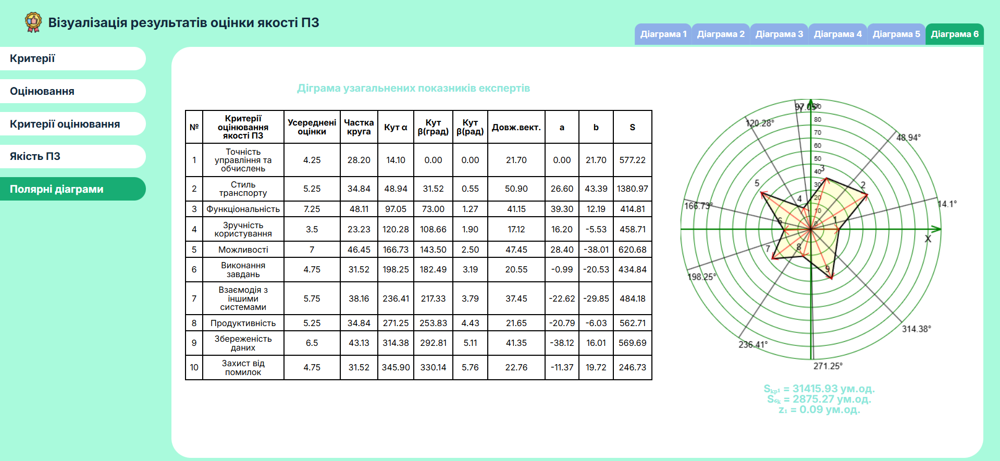 Візуалізація результатів оцінки якості ПЗ
Діаграма 1 Діаграма 2 Діаграма 3 Діаграма 4 Діаграма 5 Діаграма 6
Критерії
Оцінювання
Критерії оцінювання
Якість ПЗ
Полярні діаграми
Діграма узагальнених показників експертів
№ Критерії оцінювання якості ПЗ Усереднені оцінки Частка круга Кут α Кут β(град) Кут β(рад) Довж.вект. a b S
1 Точність управління та обчислень 4.25 28.20 14.10 0.00 0.00 21.70 0.00 21.70 577.22
2 Стиль транспорту 5.25 34.84 48.94 31.52 0.55 50.90 26.60 43.39 1380.97
3 Функціональність 7.25 48.11 97.05 73.00 1.27 41.15 39.30 12.19 414.81
4 Зручність користування 3.5 23.23 120.28 108.66 1.90 17.12 16.20 -5.53 458.71
5 Можливості 7 46.45 166.73 143.50 2.50 47.45 28.40 -38.01 620.68
6 Виконання завдань 4.75 31.52 198.25 182.49 3.19 20.55 -0.99 -20.53 434.84
7 Взаємодія з іншими системами 5.75 38.16 236.41 217.33 3.79 37.45 -22.62 -29.85 484.18
8 Продуктивність 5.25 34.84 271.25 253.83 4.43 21.65 -20.79 -6.03 562.71
9 Збереженість даних 6.5 43.13 314.38 292.81 5.11 41.35 -38.12 16.01 569.69
10 Захист від помилок 4.75 31.52 345.90 330.14 5.76 22.76 -11.37 19.72 246.73
97.05° Y 90
120.28° 80
70
48.94°
60
50
40 3
5 30 2
4 20
166.73° 10 14.1°
6 0 1
X
7 8
9
198.25°
314.38°
236.41°
271.25°
Sкр1 = 31415.93 ум.од.
Sбк = 2875.27 ум.од.
z1 = 0.09 ум.од.